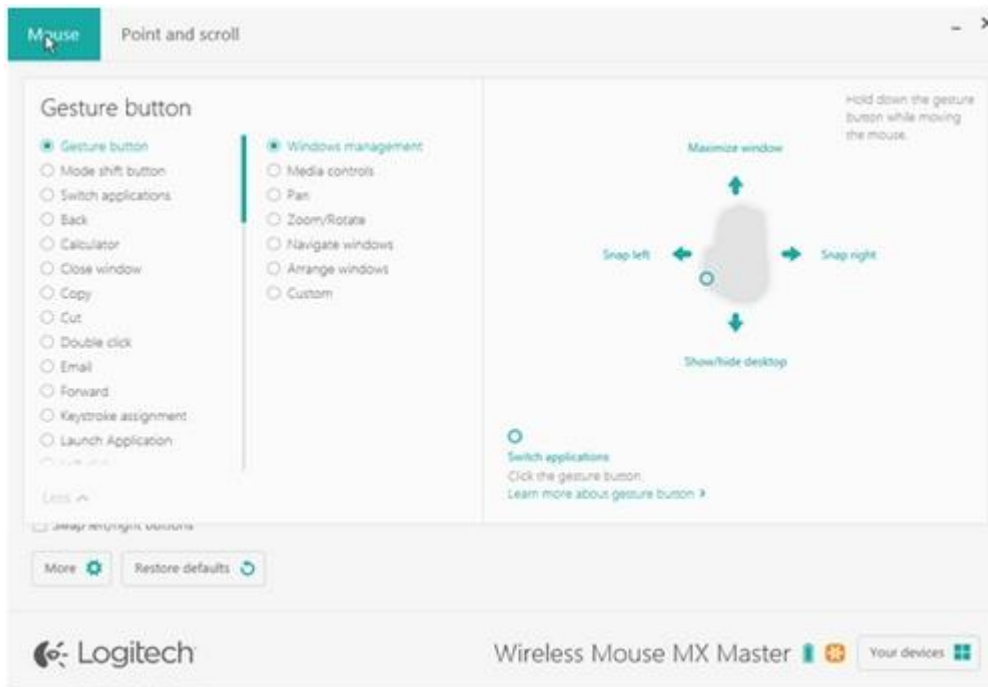 Mouse
Point and scroll
Gesture button
Gesture button
Mode shift button
Switch applications
Back
Calculator
Close window
Copy
Cut
Double click
Email
Forward
Keystroke assignment
Launch Application
Less
Windows management
Media controls
Pan
Zoom/Rotate
Navigate windows
Arrange windows
Custom
Hold down the gesture
button while moving
the mouse.
Maximize window
Snap left
Snap right
Show/hide desktop
Switch applications
Click the gesture button.
Learn more about gesture button
Swap left/right buttons
More
Restore defaults
Logitech
Wireless Mouse MX Master
Your devices